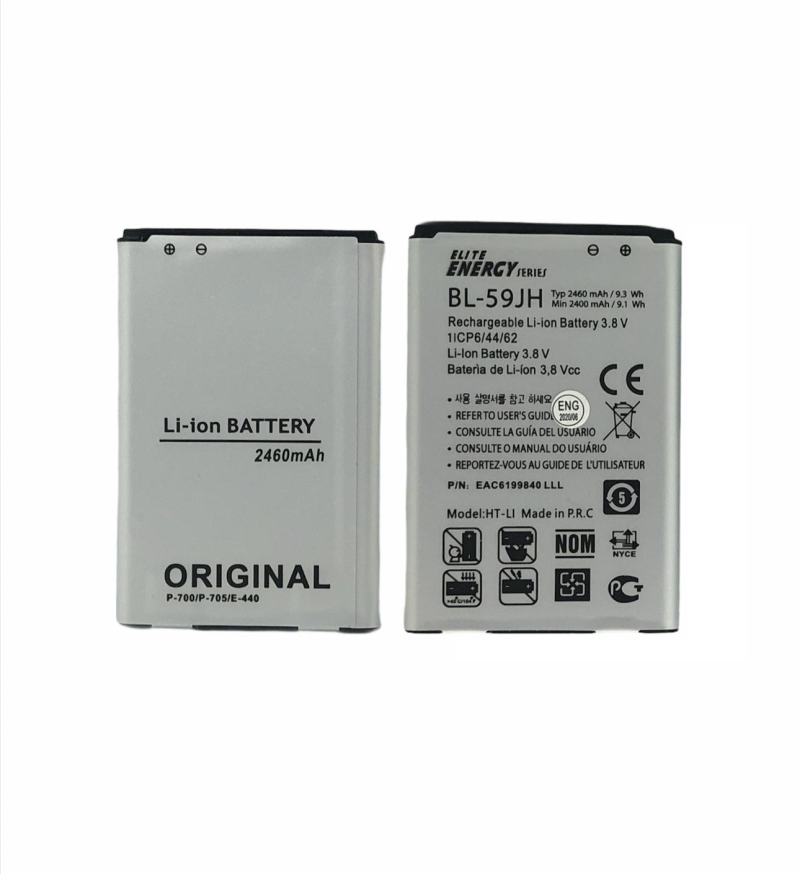 Li-ion BATTERY
2460mAh
ORIGINAL
P-700/P-705/E-440
ELITE
ENERGY SERIES
BL-59JH
Typ 2460 mAh / 9.3 Wh
Min 2400 mAh / 9.1 Wh
Rechargeable Li-ion Battery 3.8 V
1ICP6/44/62
Li-Ion Battery 3.8 V
Batería de Li-íon 3,8 Vcc
CE
• 사용 설명서를 참고 하세요
• REFER TO USER'S GUIDE
ENG
2020/06
• CONSULTE LA GUÍA DEL USUARIO
• CONSULTE O MANUAL DO USUÁRIO
• REPORTEZ-VOUS AU GUIDE DE L'UTILISATEUR
P/N: EAC6199840 LLL
5
Model:HT-LI Made in P.R.C
NOM
NYCE